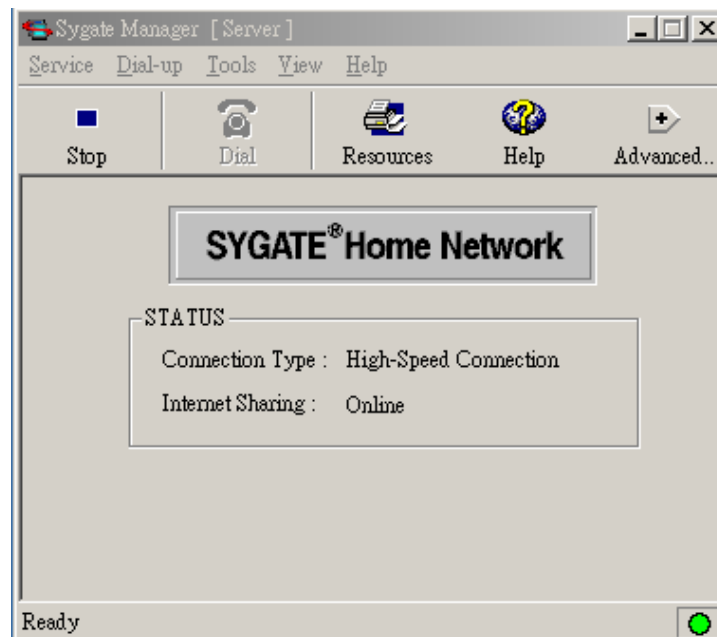 Sygate Manager [ Server ]
Service Dial-up Tools View Help
Stop Dial Resources Help Advanced..
SYGATE® Home Network
STATUS
Connection Type : High-Speed Connection
Internet Sharing : Online
Ready